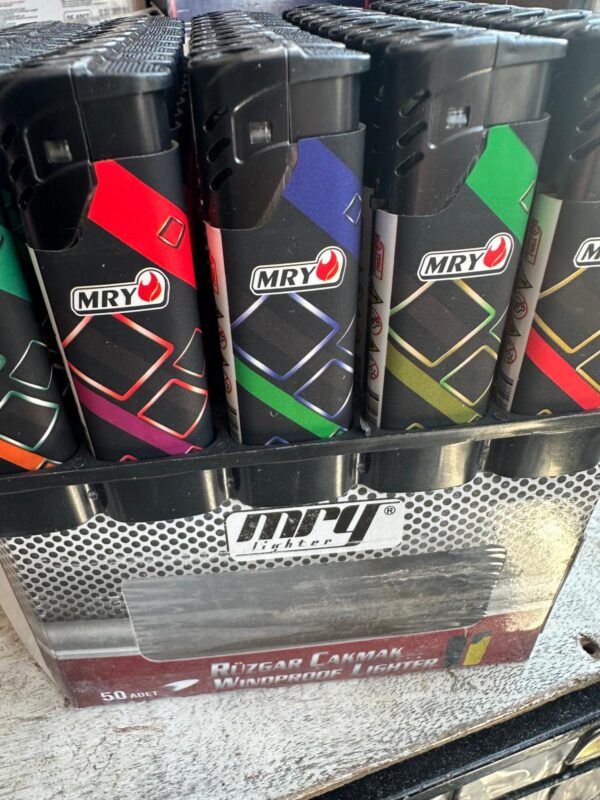 MRY
MRY
MRY
M
mry®
lighter
RÜZGAR ÇAKMAK
50 ADET
WINDPROOF LIGHTER